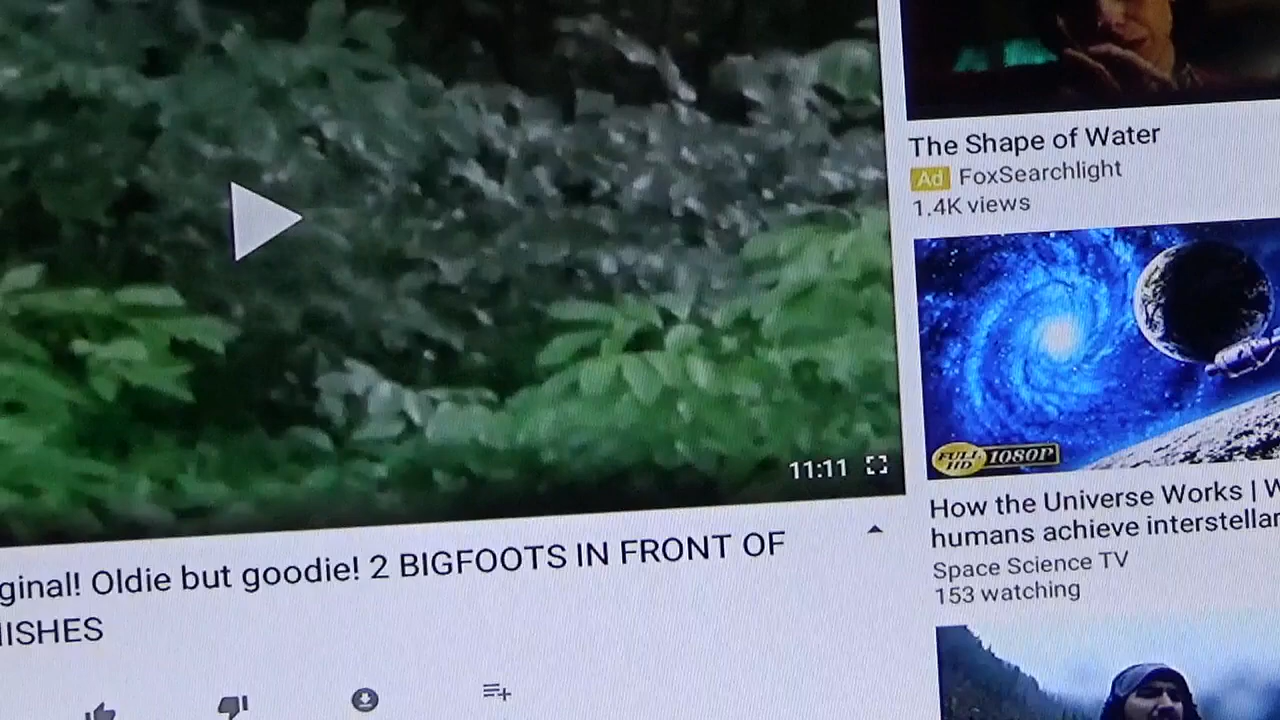 The Shape of Water
Ad FoxSearchlight
1.4K views
11:11
FULL HD 1080P
How the Universe Works |
humans achieve interstellar
Space Science TV
153 watching
ginal! Oldie but goodie! 2 BIGFOOTS IN FRONT OF
ISHES